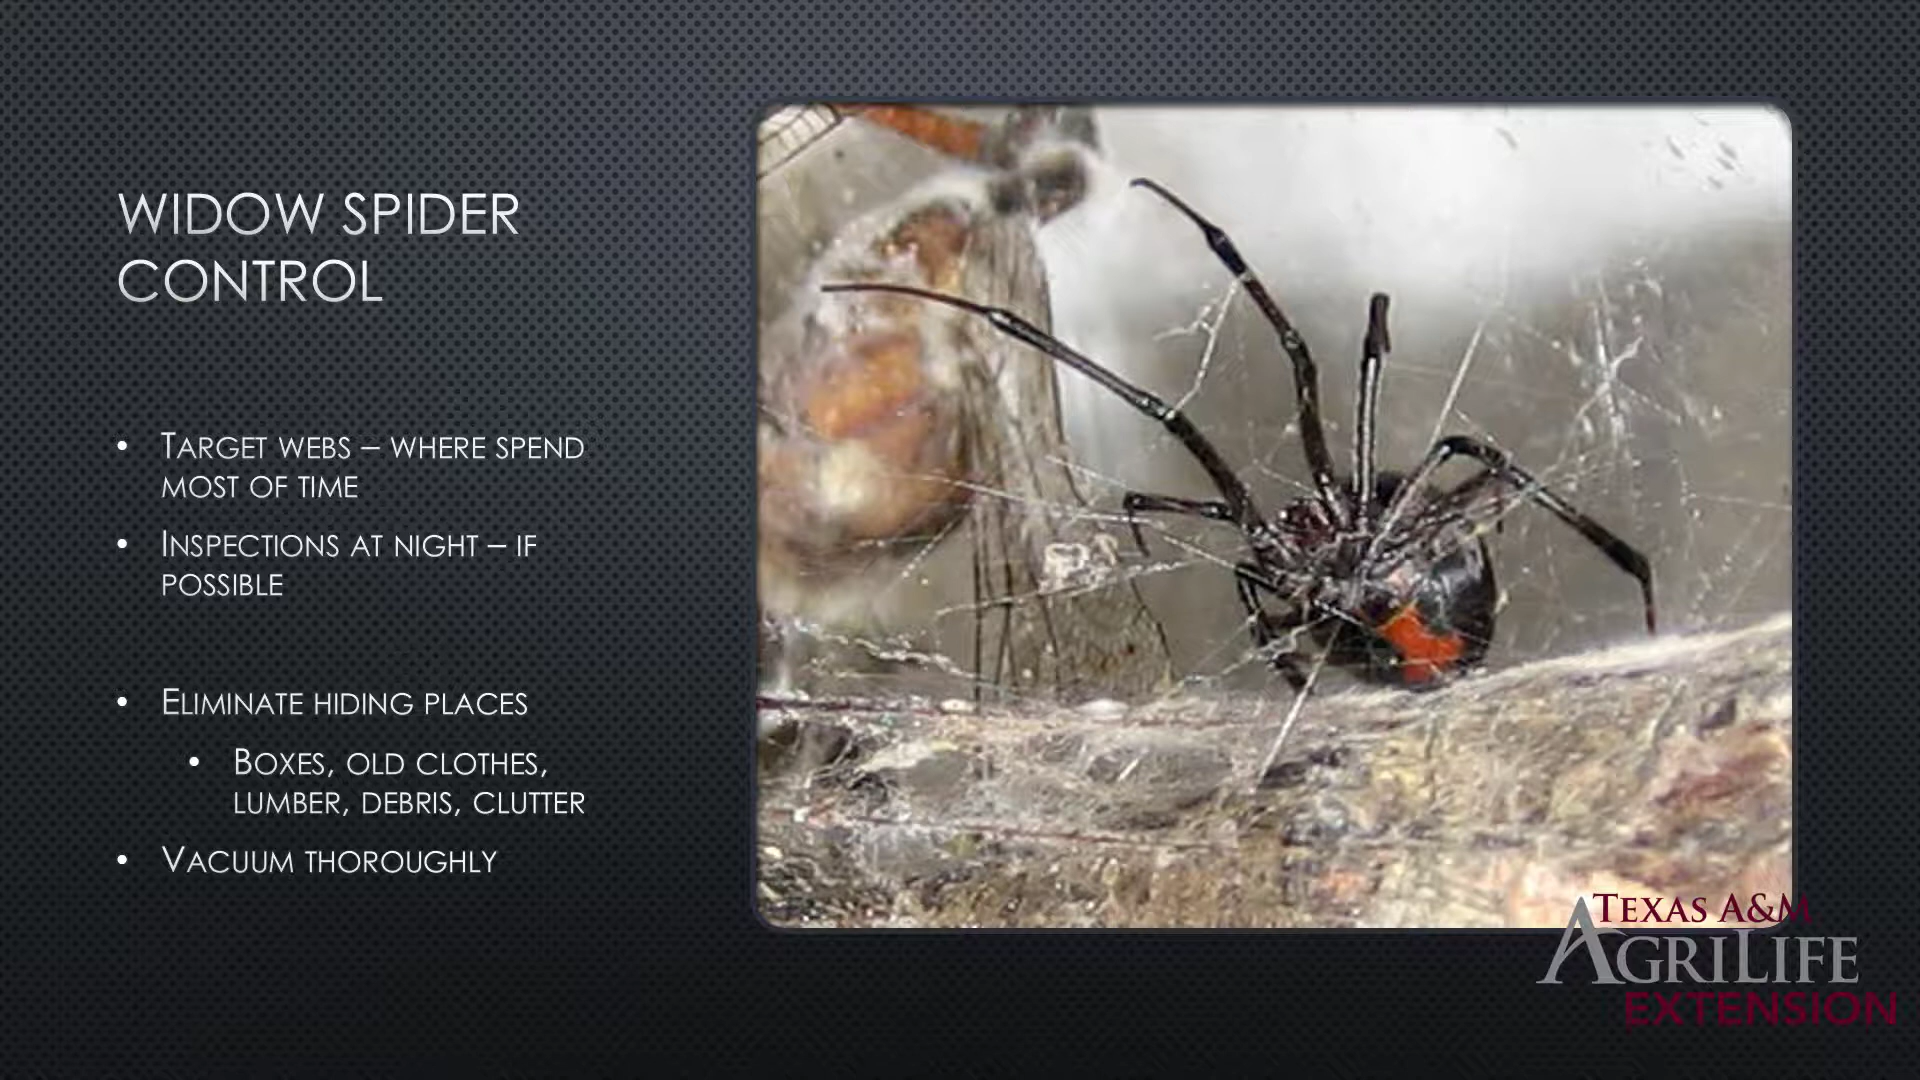 WIDOW SPIDER
CONTROL
• TARGET WEBS – WHERE SPEND
MOST OF TIME
• INSPECTIONS AT NIGHT – IF
POSSIBLE
• ELIMINATE HIDING PLACES
• BOXES, OLD CLOTHES,
LUMBER, DEBRIS, CLUTTER
• VACUUM THOROUGHLY
TEXAS A&M
AGRILIFE
EXTENSION